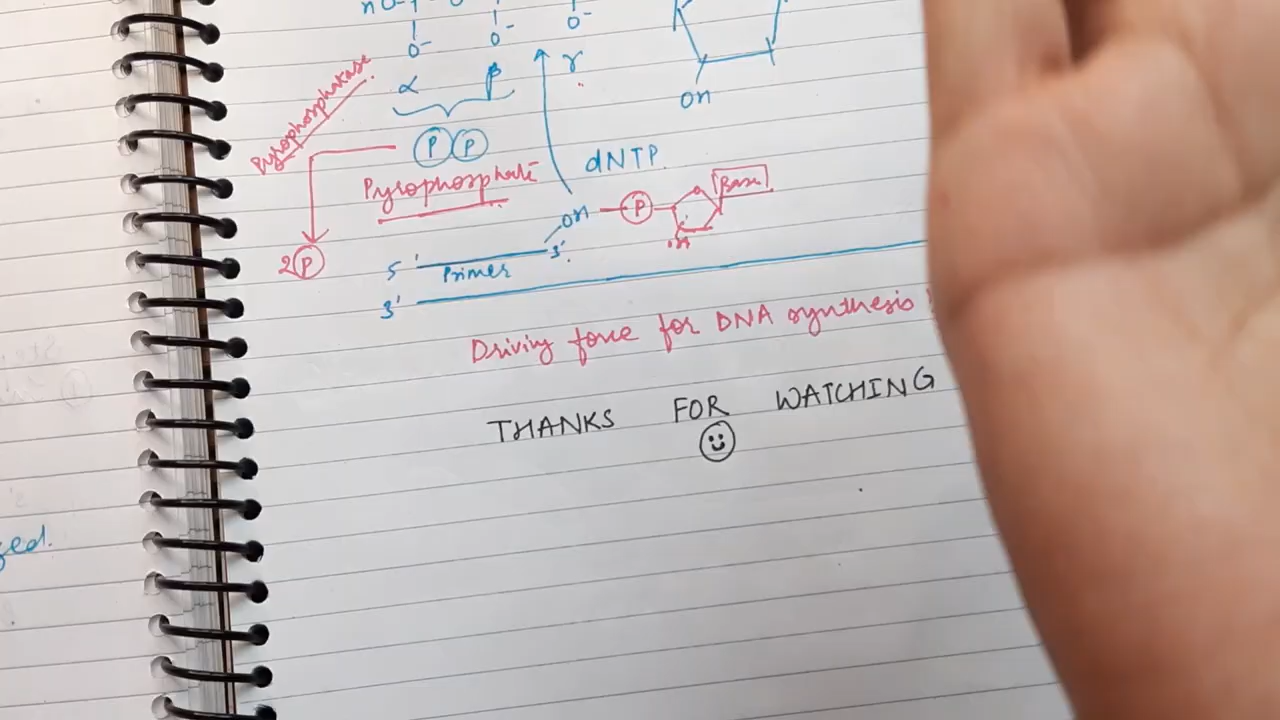 O⁻ O⁻ O⁻
α β γ
OH
Pyrophosphatase
P P
dNTP
Pyrophosphate
Base
OH P
OH
2P
5' Primer 3'
3'
Driving force for DNA synthesis
THANKS FOR WATCHING